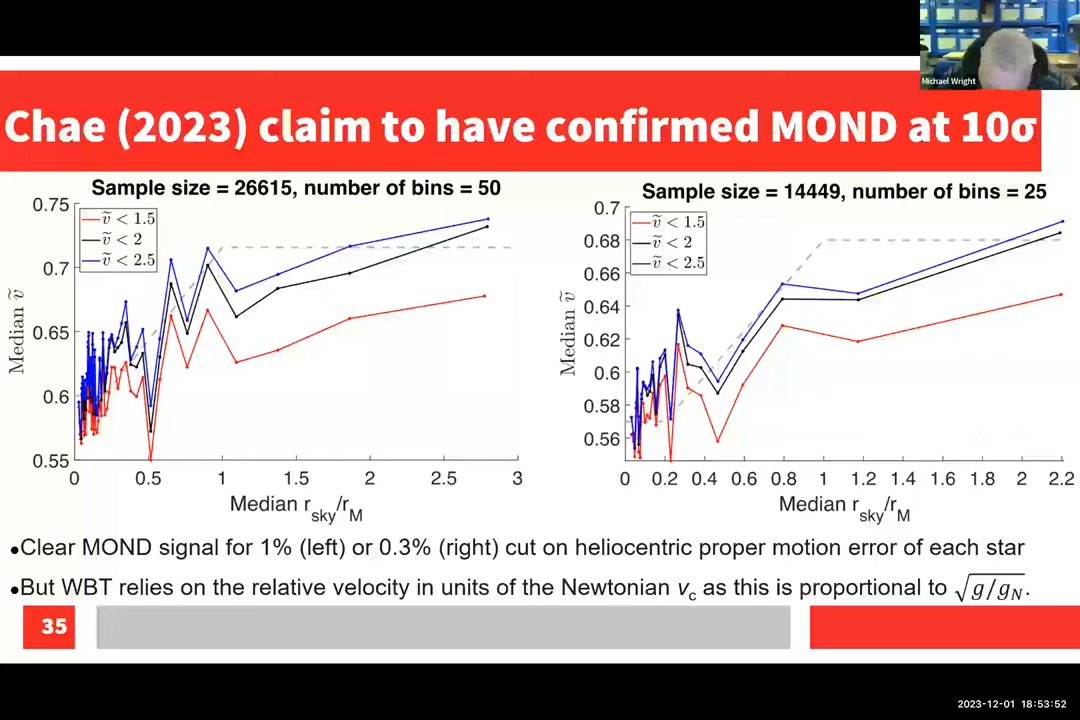 Michael Wright
Chae (2023) claim to have confirmed MOND at 10σ
Sample size = 26615, number of bins = 50
0.75
0.7
0.65
0.6
0.55
Median ṽ
ṽ < 1.5
ṽ < 2
ṽ < 2.5
0 0.5 1 1.5 2 2.5 3
Median r_sky/r_M
Sample size = 14449, number of bins = 25
0.7
0.68
0.66
0.64
0.62
0.6
0.58
0.56
Median ṽ
ṽ < 1.5
ṽ < 2
ṽ < 2.5
0 0.2 0.4 0.6 0.8 1 1.2 1.4 1.6 1.8 2 2.2
Median r_sky/r_M
•Clear MOND signal for 1% (left) or 0.3% (right) cut on heliocentric proper motion error of each star
•But WBT relies on the relative velocity in units of the Newtonian v_c as this is proportional to √g/g_N.
35
2023-12-01 18:53:52